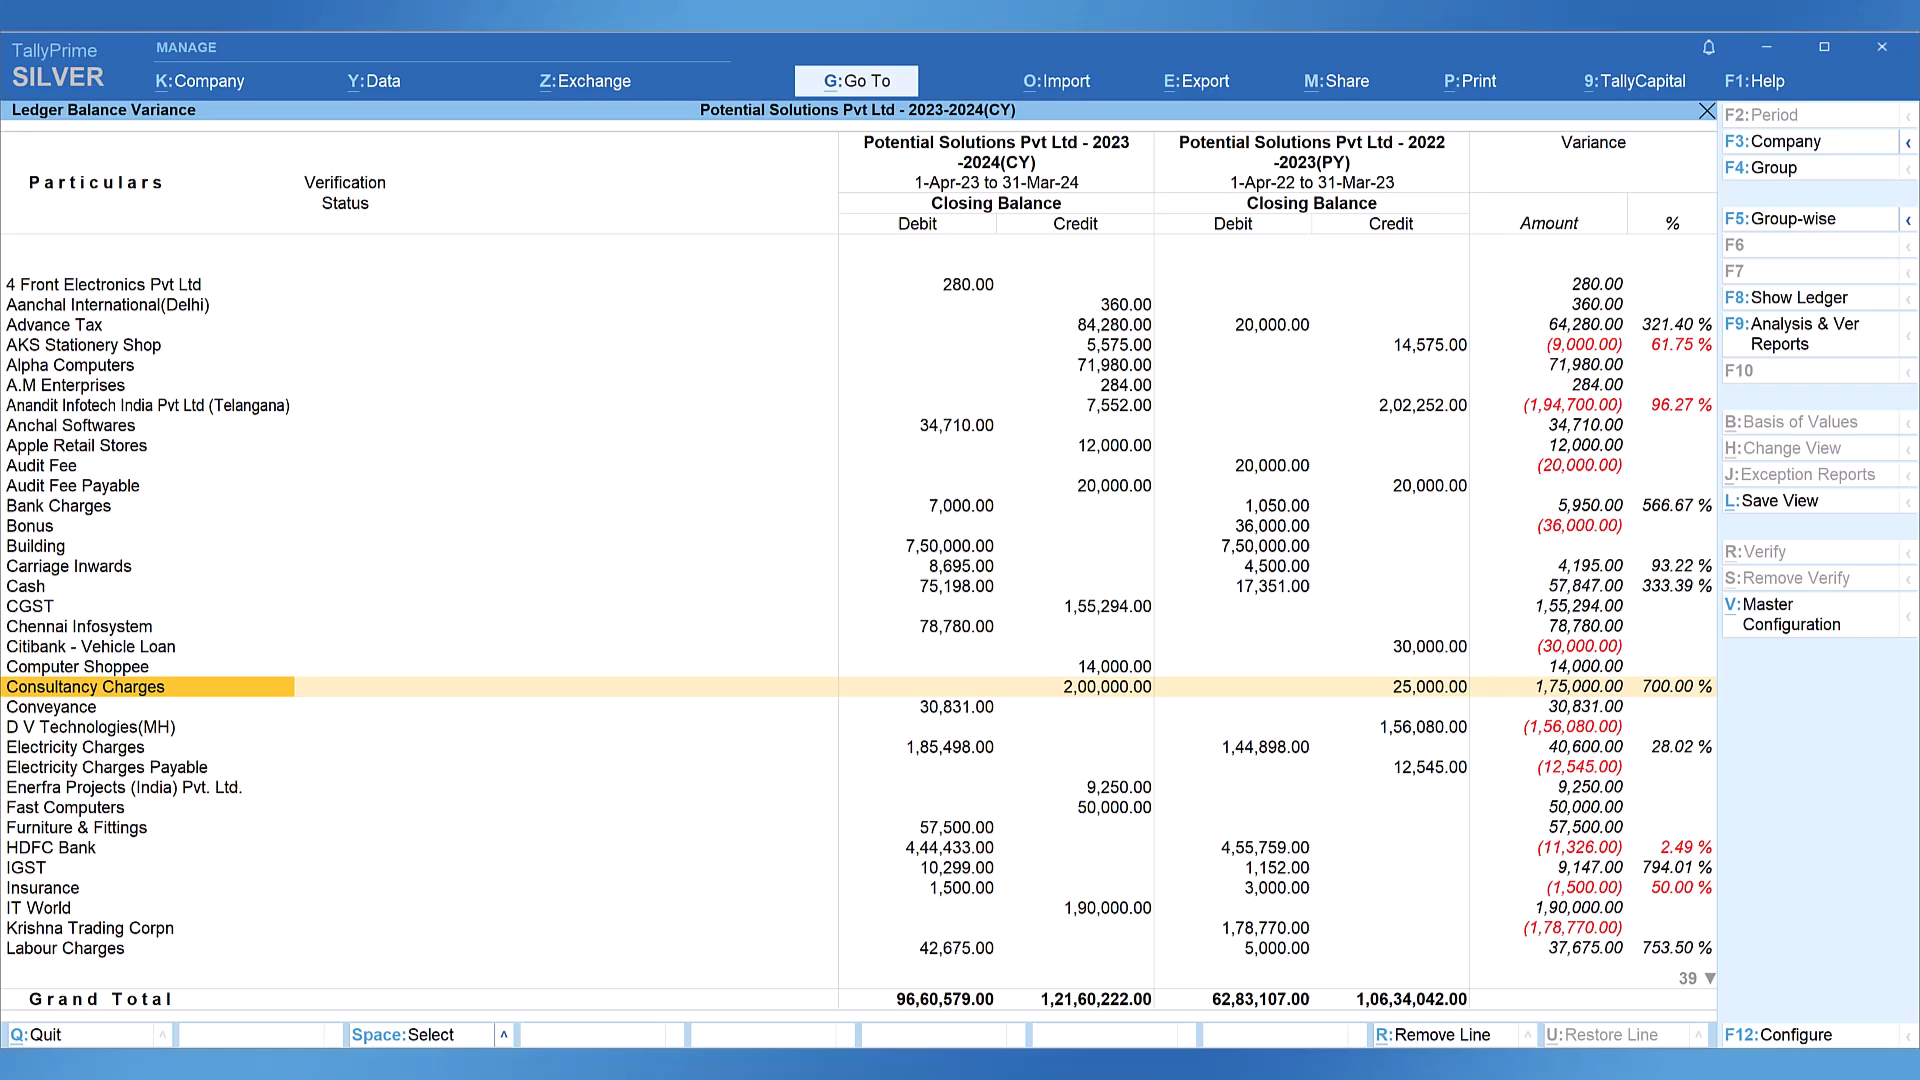 TallyPrime
SILVER
MANAGE
K:Company Y:Data Z:Exchange G:Go To O:Import E:Export M:Share P:Print 9:TallyCapital F1:Help
Ledger Balance Variance Potential Solutions Pvt Ltd - 2023-2024(CY)
Particulars Verification Status
Potential Solutions Pvt Ltd - 2023
-2024(CY)
1-Apr-23 to 31-Mar-24
Closing Balance
Debit Credit
Potential Solutions Pvt Ltd - 2022
-2023(PY)
1-Apr-22 to 31-Mar-23
Closing Balance
Debit Credit
Variance
Amount %
4 Front Electronics Pvt Ltd 280.00 280.00
Aanchal International(Delhi) 360.00 360.00
Advance Tax 84,280.00 20,000.00 64,280.00 321.40 %
AKS Stationery Shop 5,575.00 14,575.00 (9,000.00) 61.75 %
Alpha Computers 71,980.00 71,980.00
A.M Enterprises 284.00 284.00
Anandit Infotech India Pvt Ltd (Telangana) 7,552.00 2,02,252.00 (1,94,700.00) 96.27 %
Anchal Softwares 34,710.00 34,710.00
Apple Retail Stores 12,000.00 12,000.00
Audit Fee 20,000.00 (20,000.00)
Audit Fee Payable 20,000.00 20,000.00
Bank Charges 7,000.00 1,050.00 5,950.00 566.67 %
Bonus 36,000.00 (36,000.00)
Building 7,50,000.00 7,50,000.00
Carriage Inwards 8,695.00 4,500.00 4,195.00 93.22 %
Cash 75,198.00 17,351.00 57,847.00 333.39 %
CGST 1,55,294.00 1,55,294.00
Chennai Infosystem 78,780.00 78,780.00
Citibank - Vehicle Loan 30,000.00 (30,000.00)
Computer Shoppee 14,000.00 14,000.00
Consultancy Charges 2,00,000.00 25,000.00 1,75,000.00 700.00 %
Conveyance 30,831.00 30,831.00
D V Technologies(MH) 1,56,080.00 (1,56,080.00)
Electricity Charges 1,85,498.00 1,44,898.00 40,600.00 28.02 %
Electricity Charges Payable 12,545.00 (12,545.00)
Enerfra Projects (India) Pvt. Ltd. 9,250.00 9,250.00
Fast Computers 50,000.00 50,000.00
Furniture & Fittings 57,500.00 57,500.00
HDFC Bank 4,44,433.00 4,55,759.00 (11,326.00) 2.49 %
IGST 10,299.00 1,152.00 9,147.00 794.01 %
Insurance 1,500.00 3,000.00 (1,500.00) 50.00 %
IT World 1,90,000.00 1,90,000.00
Krishna Trading Corpn 1,78,770.00 (1,78,770.00)
Labour Charges 42,675.00 5,000.00 37,675.00 753.50 %
39 ▼
Grand Total 96,60,579.00 1,21,60,222.00 62,83,107.00 1,06,34,042.00
F2:Period
F3:Company
F4:Group
F5:Group-wise
F6
F7
F8:Show Ledger
F9:Analysis & Ver
Reports
F10
B:Basis of Values
H:Change View
J:Exception Reports
L:Save View
R:Verify
S:Remove Verify
V:Master
Configuration
Q:Quit Space:Select R:Remove Line U:Restore Line F12:Configure